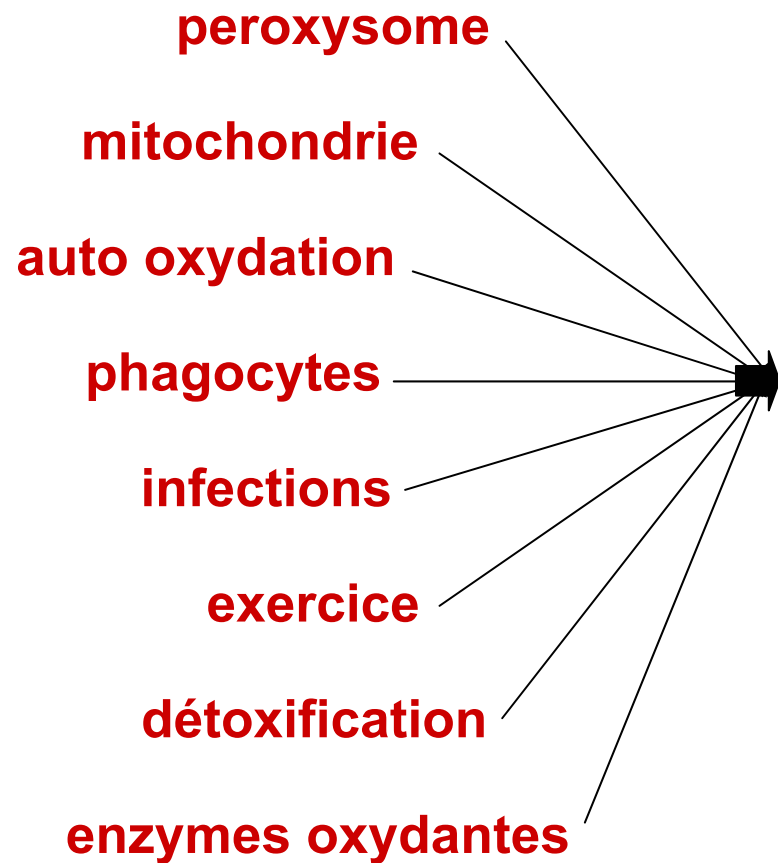 peroxysome
mitochondrie
auto oxydation
phagocytes
infections
exercice
détoxification
enzymes oxydantes